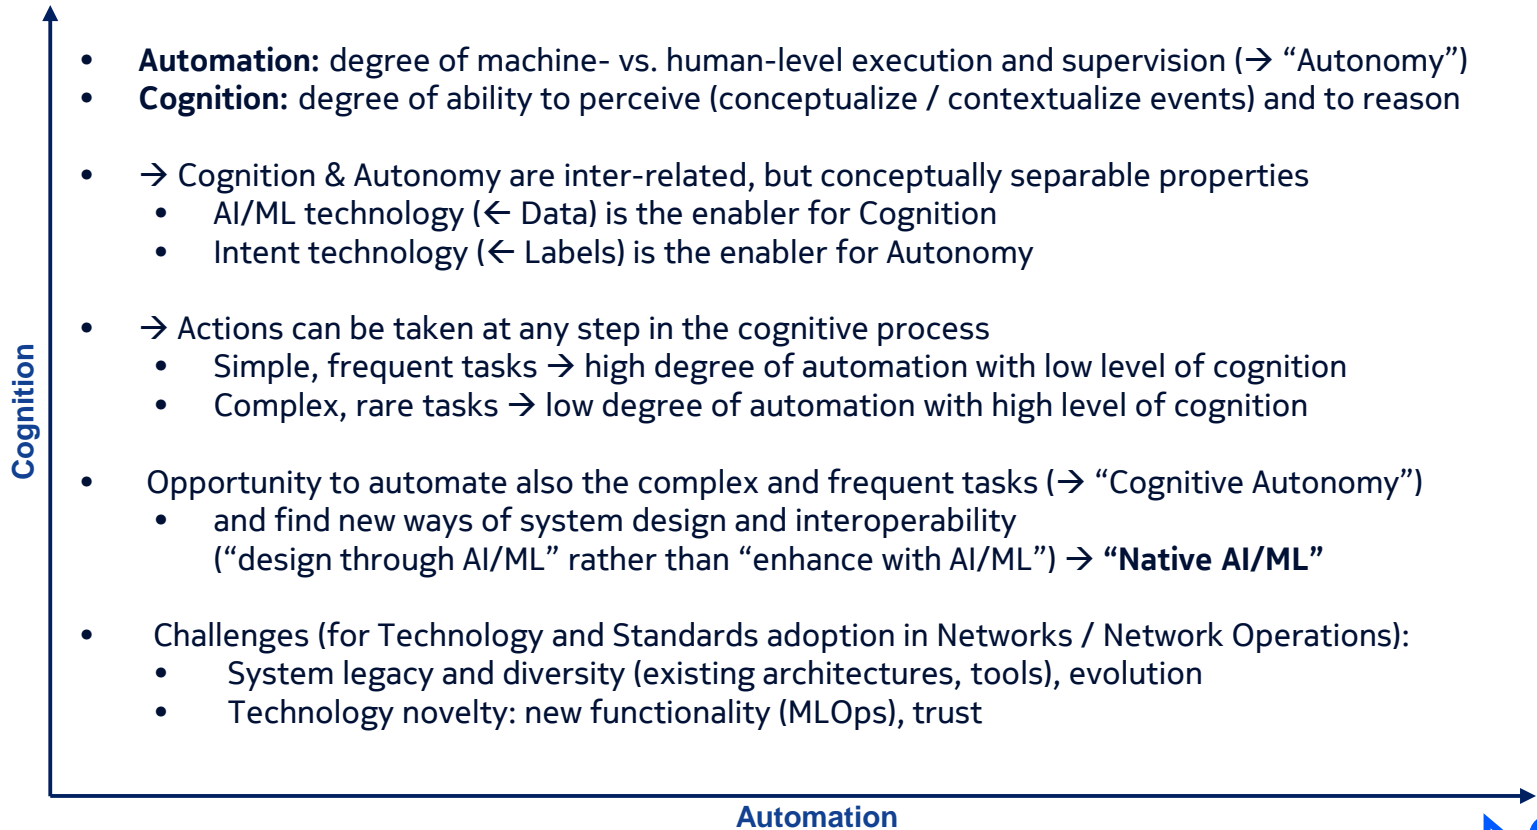 • Automation: degree of machine- vs. human-level execution and supervision (→ “Autonomy”)
• Cognition: degree of ability to perceive (conceptualize / contextualize events) and to reason
• → Cognition & Autonomy are inter-related, but conceptually separable properties
• AI/ML technology (← Data) is the enabler for Cognition
• Intent technology (← Labels) is the enabler for Autonomy
• → Actions can be taken at any step in the cognitive process
• Simple, frequent tasks → high degree of automation with low level of cognition
• Complex, rare tasks → low degree of automation with high level of cognition
• Opportunity to automate also the complex and frequent tasks (→ “Cognitive Autonomy”)
• and find new ways of system design and interoperability
(“design through AI/ML” rather than “enhance with AI/ML”) → “Native AI/ML”
• Challenges (for Technology and Standards adoption in Networks / Network Operations):
• System legacy and diversity (existing architectures, tools), evolution
• Technology novelty: new functionality (MLOps), trust
Cognition
Automation